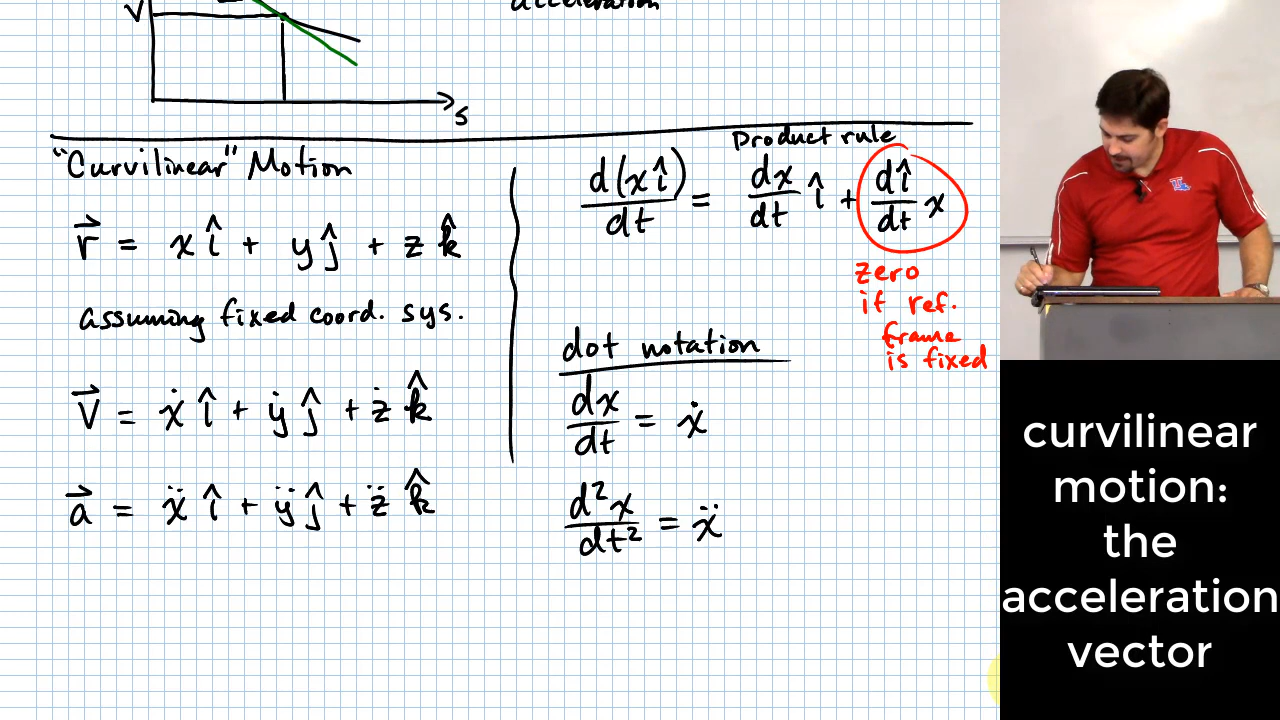 V
acceleration
s
"Curvilinear" Motion
r⃗ = x î + y ĵ + z k̂
assuming fixed coord. sys.
V⃗ = ẋ î + ẏ ĵ + ż k̂
a⃗ = ẍ î + ÿ ĵ + z̈ k̂
Product rule
d(x î)/dt = dx/dt î + dî/dt x
zero
if ref.
frame
is fixed
dot notation
dx/dt = ẋ
d²x/dt² = ẍ
curvilinear
motion:
the
acceleration
vector